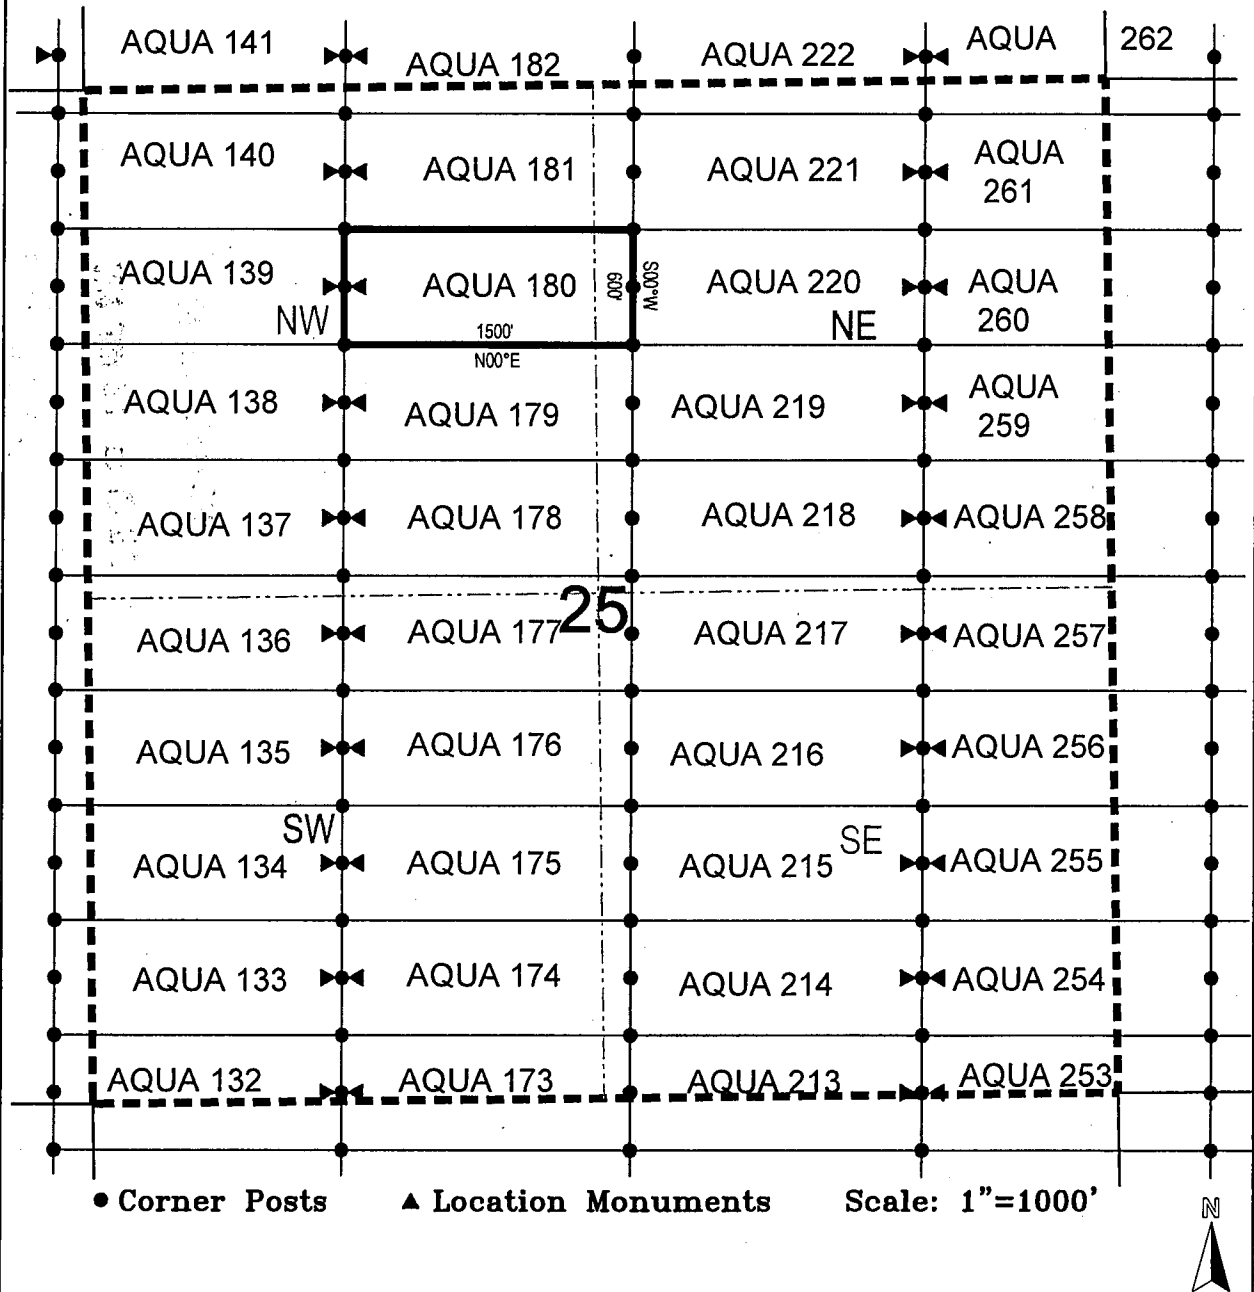 AQUA 141
AQUA 182
AQUA 222
AQUA 262
AQUA 140
AQUA 181
AQUA 221
AQUA
261
AQUA 139
AQUA 180
600'
S00°W
AQUA 220
AQUA
260
NW
1500'
NE
N00°E
AQUA 138
AQUA 179
AQUA 219
AQUA
259
AQUA 137
AQUA 178
AQUA 218
AQUA 258
25
AQUA 136
AQUA 177
AQUA 217
AQUA 257
AQUA 135
AQUA 176
AQUA 216
AQUA 256
SW
SE
AQUA 134
AQUA 175
AQUA 215
AQUA 255
AQUA 133
AQUA 174
AQUA 214
AQUA 254
AQUA 132
AQUA 173
AQUA 213
AQUA 253
Corner Posts
Location Monuments
Scale: 1"=1000'
N